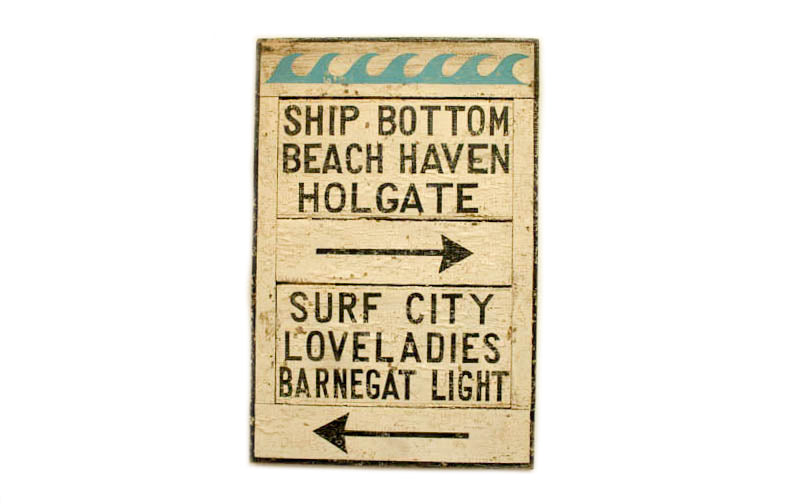 SHIP BOTTOM
BEACH HAVEN
HOLGATE
SURF CITY
LOVELADIES
BARNEGAT LIGHT